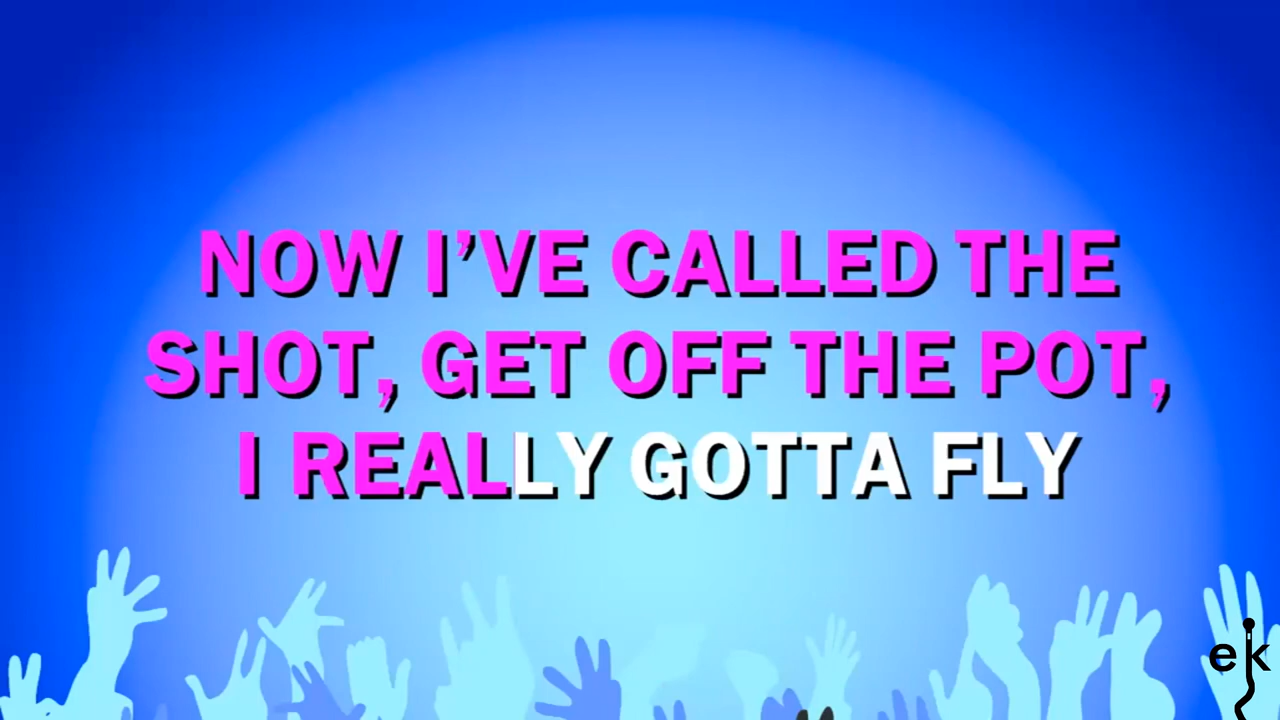 NOW I’VE CALLED THE
SHOT, GET OFF THE POT,
I REALLY GOTTA FLY
ek